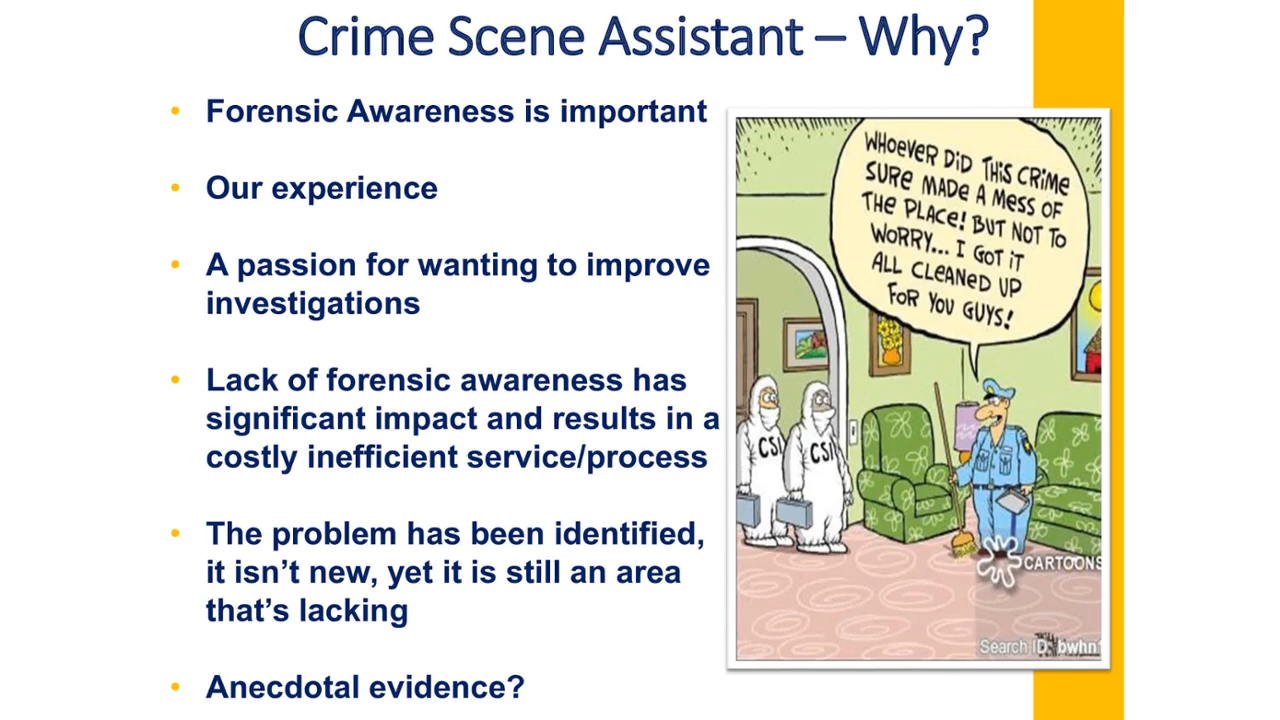 Crime Scene Assistant – Why?
• Forensic Awareness is important
• Our experience
• A passion for wanting to improve
investigations
• Lack of forensic awareness has
significant impact and results in a
costly inefficient service/process
• The problem has been identified,
it isn’t new, yet it is still an area
that’s lacking
• Anecdotal evidence?
WHOEVER DiD THiS CRiMe
SURe MADE A MeSS OF
THE PLACe! BUT NOT TO
WORRY... I GOT iT
ALL CLeANeD UP
FoR YOU GUYS!
CSI
CSI
CARTOONS
Search ID: bwhn1